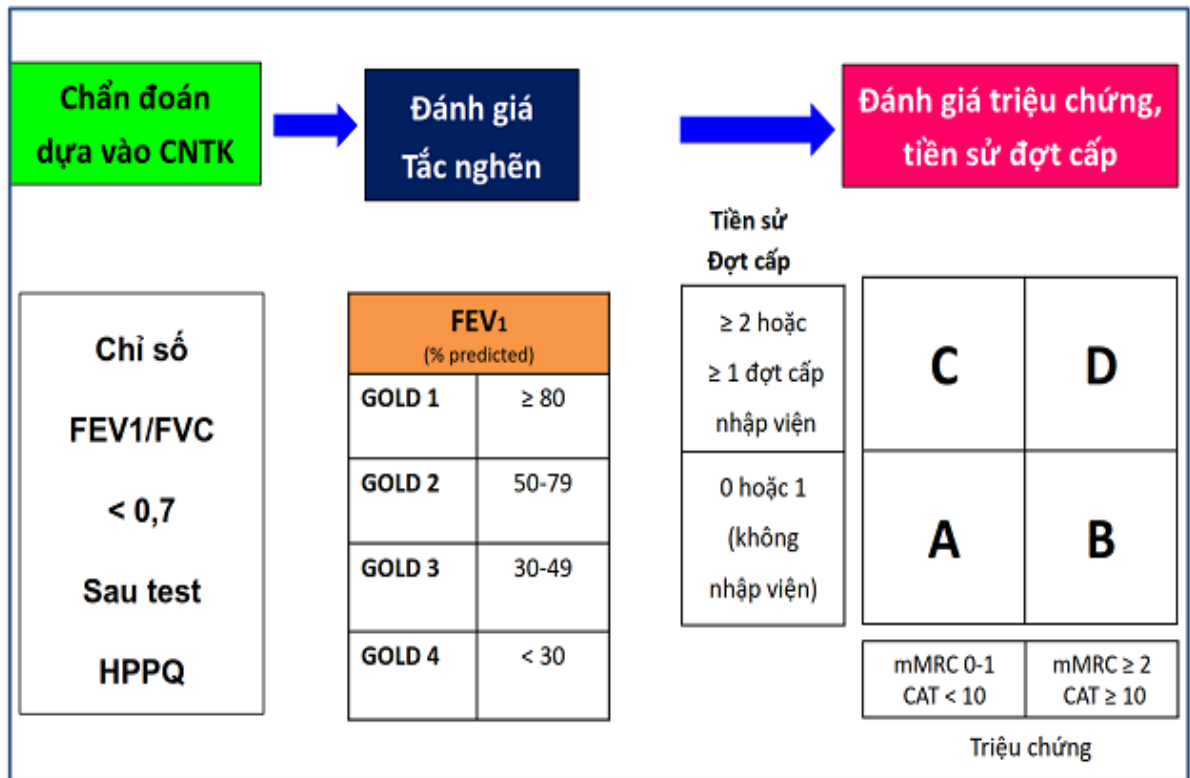 Chẩn đoán
dựa vào CNTK
Đánh giá
Tắc nghẽn
Đánh giá triệu chứng,
tiền sử đợt cấp
Chỉ số
FEV1/FVC
< 0,7
Sau test
HPPQ
FEV1
(% predicted)
GOLD 1 ≥ 80
GOLD 2 50-79
GOLD 3 30-49
GOLD 4 < 30
Tiền sử
Đợt cấp
≥ 2 hoặc
≥ 1 đợt cấp
nhập viện
0 hoặc 1
(không
nhập viện)
C D
A B
mMRC 0-1 mMRC ≥ 2
CAT < 10 CAT ≥ 10
Triệu chứng